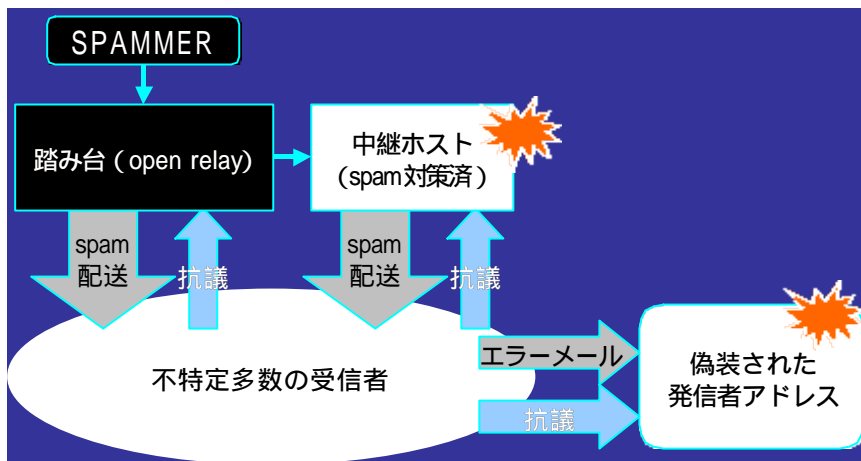 SPAMMER
踏み台（open relay)
中継ホスト
（spam対策済）
spam
配送
抗議
spam
配送
抗議
不特定多数の受信者
エラーメール
抗議
偽装された
発信者アドレス